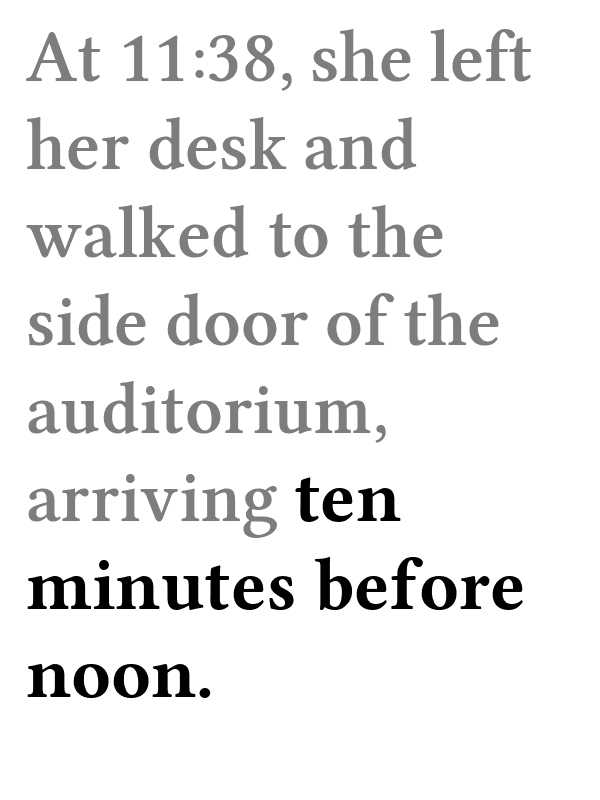 At 11:38, she left
her desk and
walked to the
side door of the
auditorium,
arriving ten
minutes before
noon.